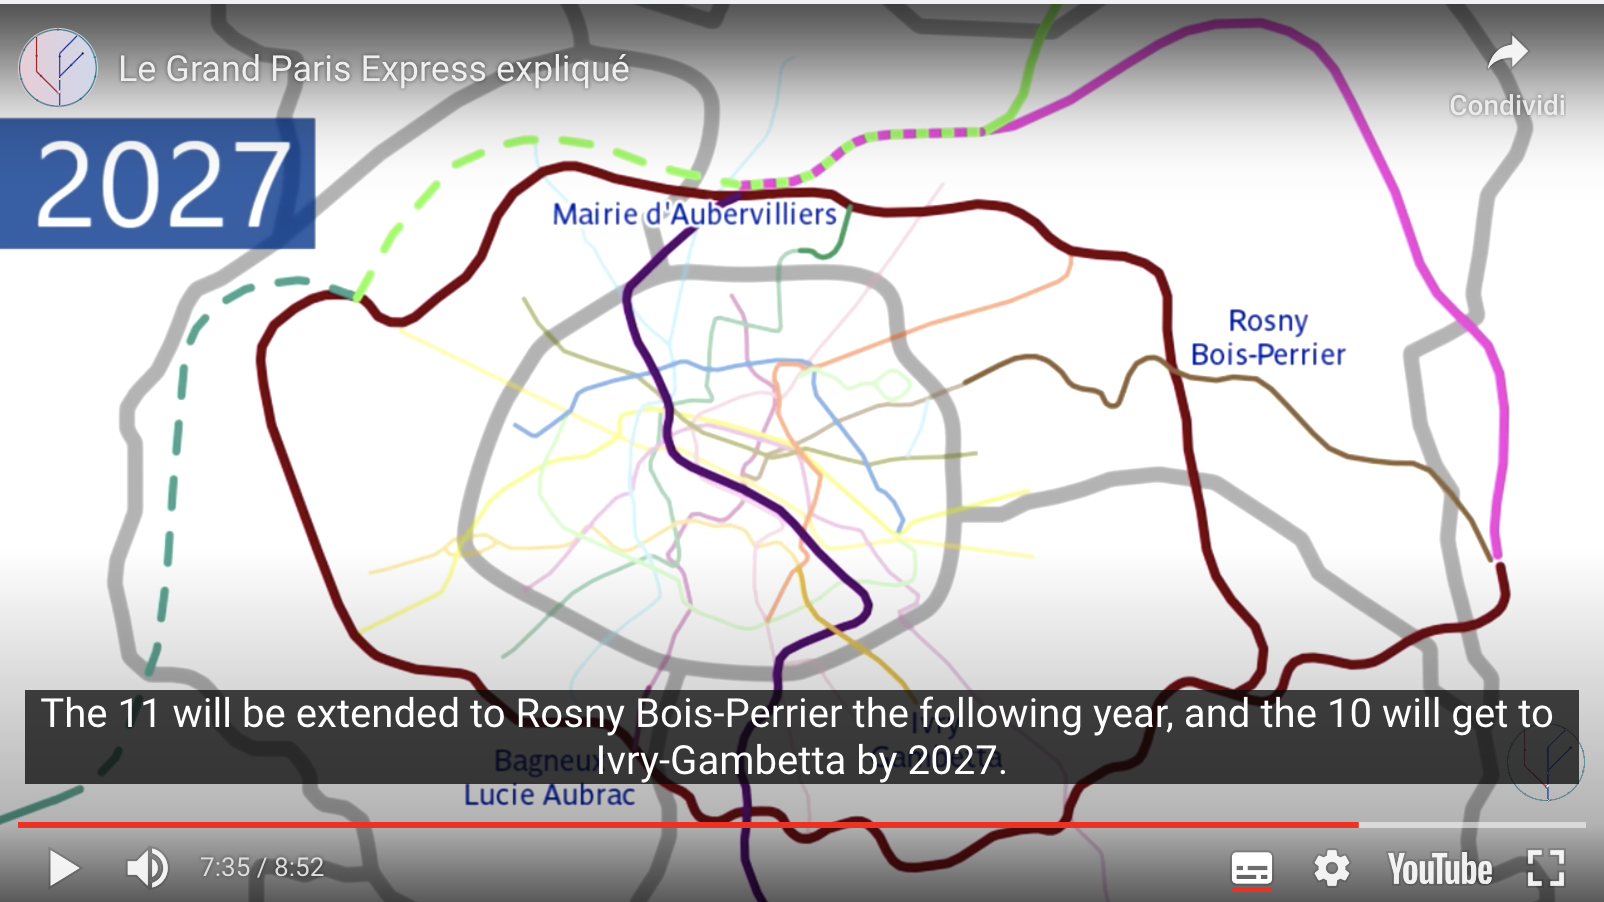 Le Grand Paris Express expliqué
Condividi
2027
Mairie d'Aubervilliers
Rosny
Bois-Perrier
Ivry
Gambetta
The 11 will be extended to Rosny Bois-Perrier the following year, and the 10 will get to
Ivry-Gambetta by 2027.
Bagneux
Lucie Aubrac
7:35 / 8:52
YouTube